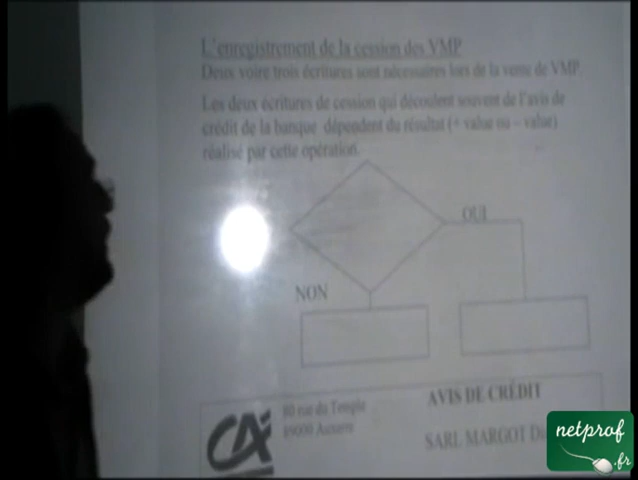 L'enregistrement de la cession des VMP
Deux voire trois écritures sont nécessaires lors de la vente de VMP.
Les deux écritures de cession qui découlent souvent de l'avis de
crédit de la banque dépendent du résultat (+ value ou – value)
réalisé par cette opération.
OUI
NON
80 rue du Temple
89000 Auxerre
CA
AVIS DE CRÉDIT
SARL MARGOT
netprof
.fr